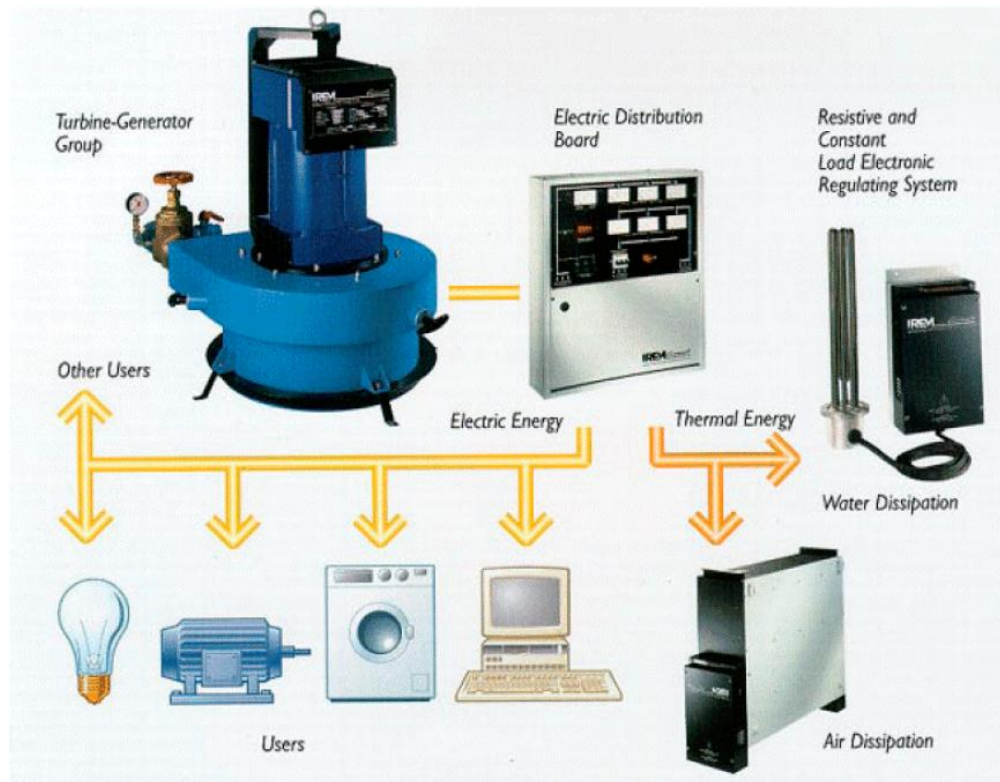 Turbine-Generator
Group
Electric Distribution
Board
Resistive and
Constant
Load Electronic
Regulating System
IREM
IREM
IREM
Other Users
Electric Energy
Thermal Energy
Water Dissipation
Users
Air Dissipation